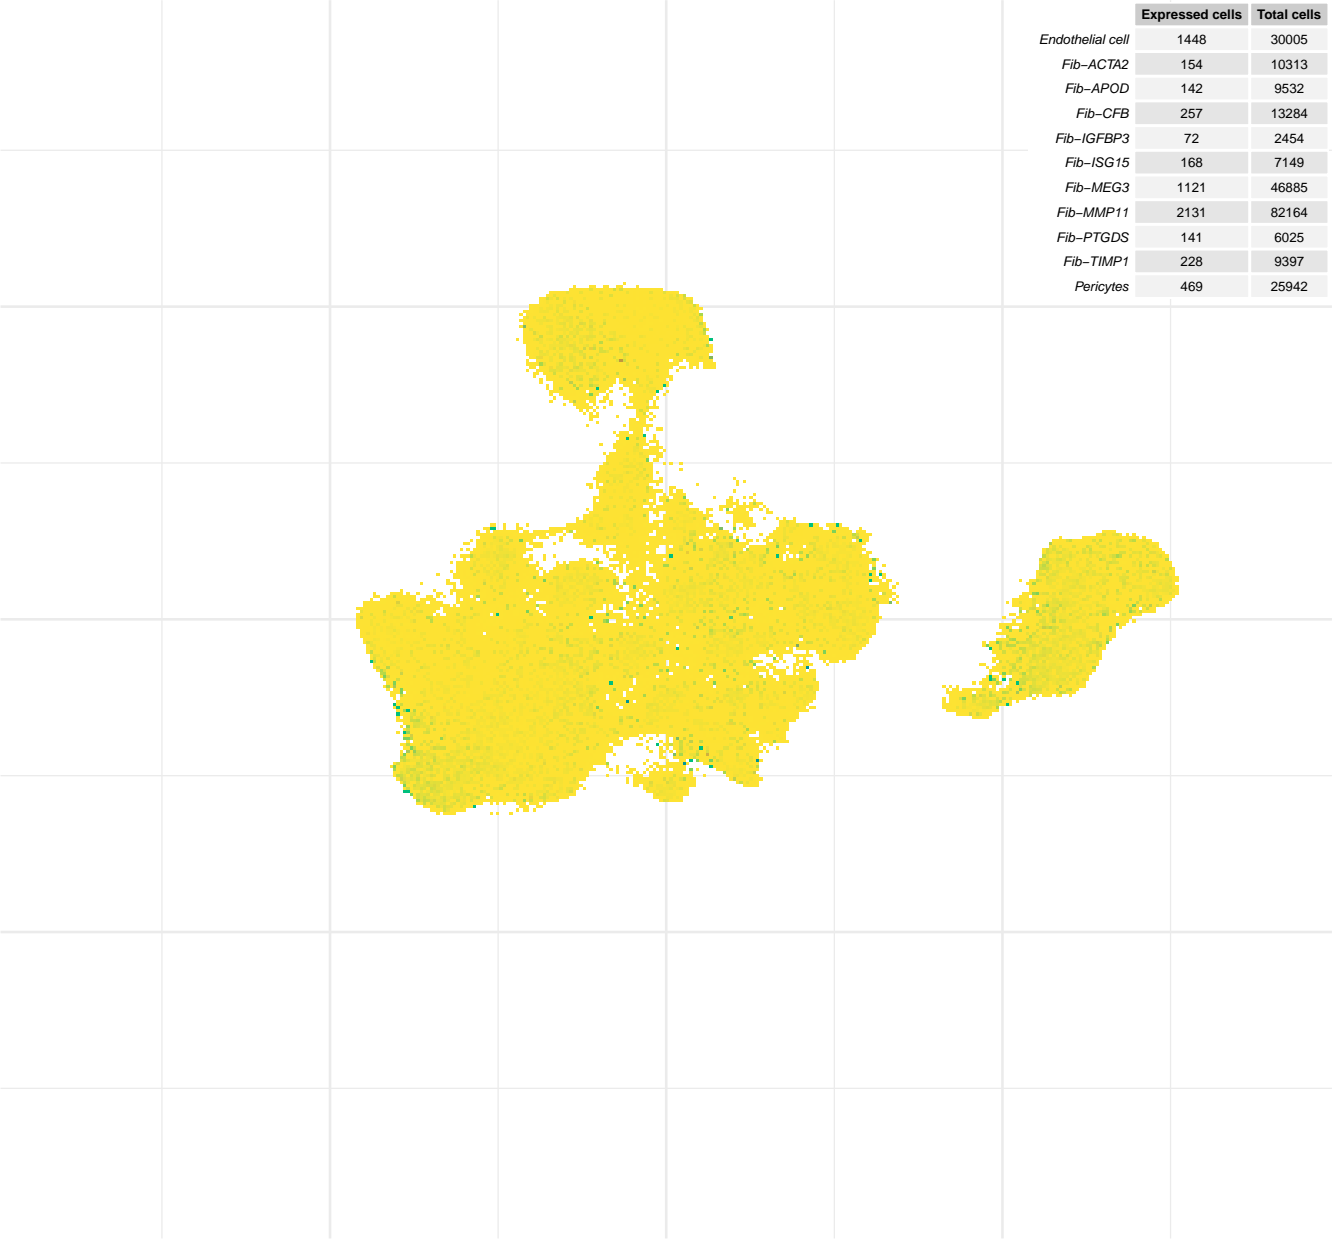 Expressed cells Total cells
Endothelial cell 1448 30005
Fib−ACTA2 154 10313
Fib−APOD 142 9532
Fib−CFB 257 13284
Fib−IGFBP3 72 2454
Fib−ISG15 168 7149
Fib−MEG3 1121 46885
Fib−MMP11 2131 82164
Fib−PTGDS 141 6025
Fib−TIMP1 228 9397
Pericytes 469 25942